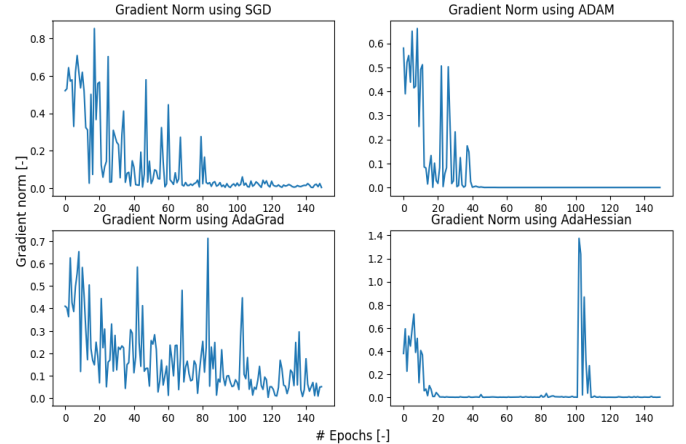 Gradient Norm using SGD
0.8
0.6
0.4
0.2
0.0
0 20 40 60 80 100 120 140
Gradient Norm using ADAM
0.6
0.5
0.4
0.3
0.2
0.1
0.0
0 20 40 60 80 100 120 140
Gradient norm [-]
Gradient Norm using AdaGrad
0.7
0.6
0.5
0.4
0.3
0.2
0.1
0.0
0 20 40 60 80 100 120 140
Gradient Norm using AdaHessian
1.4
1.2
1.0
0.8
0.6
0.4
0.2
0.0
0 20 40 60 80 100 120 140
# Epochs [-]